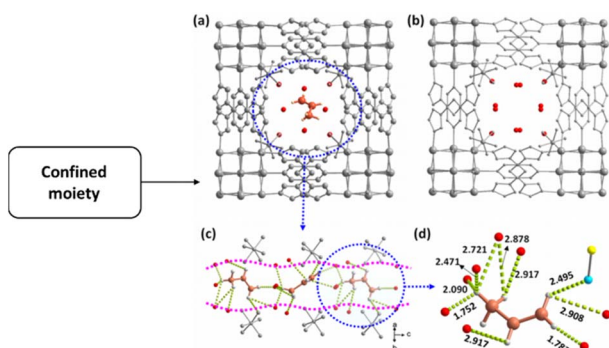 (a)
(b)
Confined
moiety
(c)
(d)
2.878
2.721
2.471
2.917
2.495
2.090
2.908
1.752
2.917
c